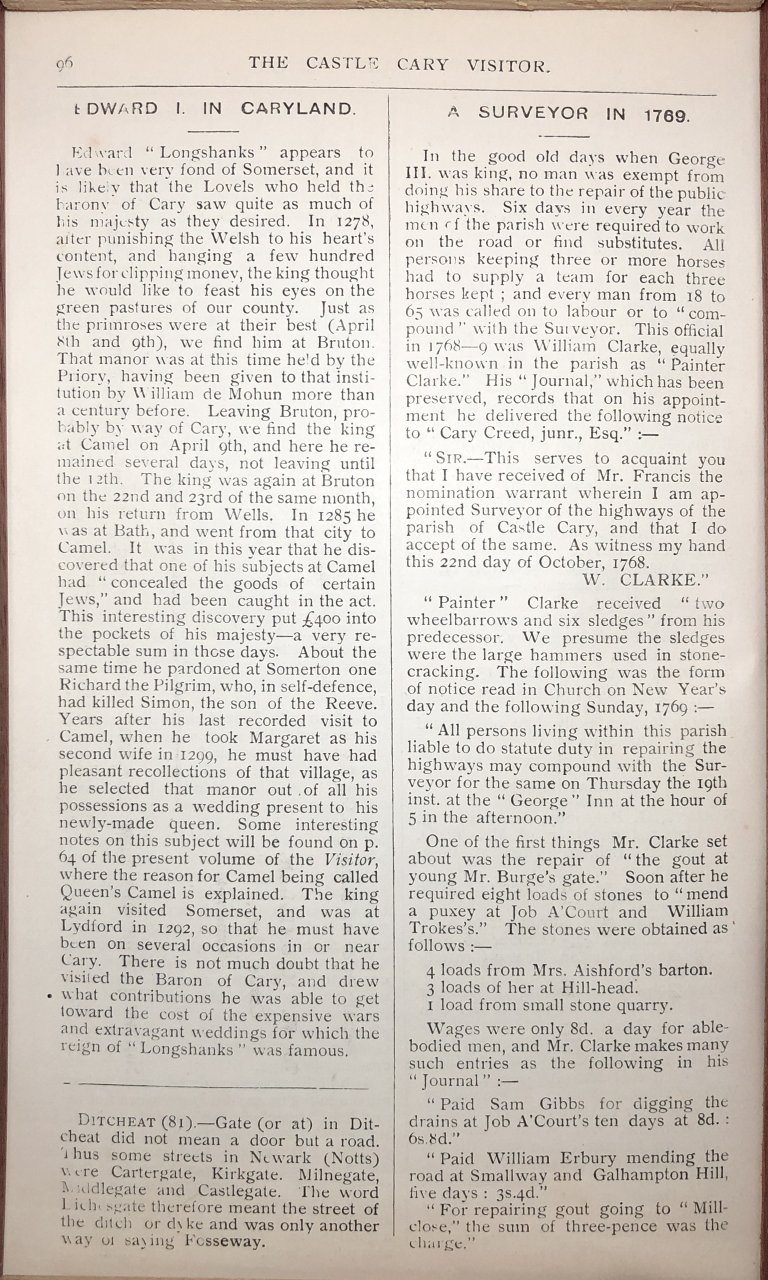 96
THE CASTLE CARY VISITOR.
EDWARD I. IN CARYLAND.
Edward “ Longshanks ” appears to
have been very fond of Somerset, and it
is likely that the Lovels who held the
barony of Cary saw quite as much of
his majesty as they desired. In 1278,
after punishing the Welsh to his heart’s
content, and hanging a few hundred
Jews for clipping money, the king thought
he would like to feast his eyes on the
green pastures of our county. Just as
the primroses were at their best (April
8th and 9th), we find him at Bruton.
That manor was at this time held by the
Priory, having been given to that insti-
tution by William de Mohun more than
a century before. Leaving Bruton, pro-
bably by way of Cary, we find the king
at Camel on April 9th, and here he re-
mained several days, not leaving until
the 12th. The king was again at Bruton
on the 22nd and 23rd of the same month,
on his return from Wells. In 1285 he
was at Bath, and went from that city to
Camel. It was in this year that he dis-
covered that one of his subjects at Camel
had “ concealed the goods of certain
Jews,” and had been caught in the act.
This interesting discovery put £400 into
the pockets of his majesty—a very re-
spectable sum in those days. About the
same time he pardoned at Somerton one
Richard the Pilgrim, who, in self-defence,
had killed Simon, the son of the Reeve.
Years after his last recorded visit to
Camel, when he took Margaret as his
second wife in 1299, he must have had
pleasant recollections of that village, as
he selected that manor out of all his
possessions as a wedding present to his
newly-made queen. Some interesting
notes on this subject will be found on p.
64 of the present volume of the Visitor,
where the reason for Camel being called
Queen’s Camel is explained. The king
again visited Somerset, and was at
Lydford in 1292, so that he must have
been on several occasions in or near
Cary. There is not much doubt that he
visited the Baron of Cary, and drew
what contributions he was able to get
toward the cost of the expensive wars
and extravagant weddings for which the
reign of “ Longshanks ” was famous.
DITCHEAT (81).—Gate (or at) in Dit-
cheat did not mean a door but a road.
Thus some streets in Newark (Notts)
were Cartergate, Kirkgate. Milnegate,
Middlegate and Castlegate. The word
therefore meant the street of
the ditch or dyke and was only another
way of saying Fosseway.
A SURVEYOR IN 1769.
In the good old days when George
III. was king, no man was exempt from
doing his share to the repair of the public
highways. Six days in every year the
men of the parish were required to work
on the road or find substitutes. All
persons keeping three or more horses
had to supply a team for each three
horses kept ; and every man from 18 to
65 was called on to labour or to “ com-
pound ” with the Surveyor. This official
in 1768—9 was William Clarke, equally
well-known in the parish as “ Painter
Clarke.” His “ Journal,” which has been
preserved, records that on his appoint-
ment he delivered the following notice
to “ Cary Creed, junr., Esq.” :—
“ SIR.—This serves to acquaint you
that I have received of Mr. Francis the
nomination warrant wherein I am ap-
pointed Surveyor of the highways of the
parish of Castle Cary, and that I do
accept of the same. As witness my hand
this 22nd day of October, 1768.
W. CLARKE.”
“ Painter ” Clarke received “ two
wheelbarrows and six sledges ” from his
predecessor. We presume the sledges
were the large hammers used in stone-
cracking. The following was the form
of notice read in Church on New Year’s
day and the following Sunday, 1769 :—
“ All persons living within this parish
liable to do statute duty in repairing the
highways may compound with the Sur-
veyor for the same on Thursday the 19th
inst. at the “ George ” Inn at the hour of
5 in the afternoon.”
One of the first things Mr. Clarke set
about was the repair of “ the gout at
young Mr. Burge’s gate.” Soon after he
required eight loads of stones to “ mend
a puxey at Job A’Court and William
Trokes’s.” The stones were obtained as
follows :—
4 loads from Mrs. Aishford’s barton.
3 loads of her at Hill-head.
1 load from small stone quarry.
Wages were only 8d. a day for able-
bodied men, and Mr. Clarke makes many
such entries as the following in his
“ Journal ” :—
“ Paid Sam Gibbs for digging the
drains at Job A’Court’s ten days at 8d. :
6s.8d.”
“ Paid William Erbury mending the
road at Smallway and Galhampton Hill,
five days : 3s.4d.”
“ For repairing gout going to “ Mill-
close,” the sum of three-pence was the
charge.”